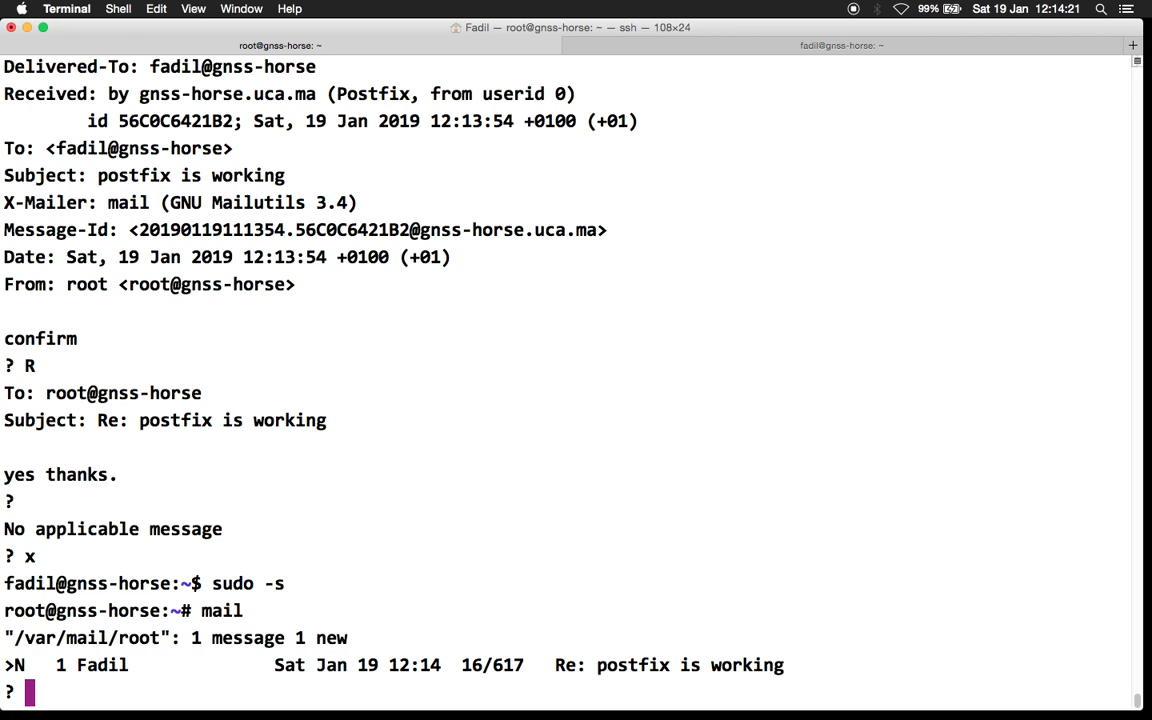 Terminal Shell Edit View Window Help 99% Sat 19 Jan 12:14:21
Fadil — root@gnss-horse: ~ — ssh — 108×24
root@gnss-horse: ~ fadil@gnss-horse: ~ +
Delivered-To: fadil@gnss-horse
Received: by gnss-horse.uca.ma (Postfix, from userid 0)
id 56C0C6421B2; Sat, 19 Jan 2019 12:13:54 +0100 (+01)
To: <fadil@gnss-horse>
Subject: postfix is working
X-Mailer: mail (GNU Mailutils 3.4)
Message-Id: <20190119111354.56C0C6421B2@gnss-horse.uca.ma>
Date: Sat, 19 Jan 2019 12:13:54 +0100 (+01)
From: root <root@gnss-horse>
confirm
? R
To: root@gnss-horse
Subject: Re: postfix is working
yes thanks.
?
No applicable message
? x
fadil@gnss-horse:~$ sudo -s
root@gnss-horse:~# mail
"/var/mail/root": 1 message 1 new
>N 1 Fadil Sat Jan 19 12:14 16/617 Re: postfix is working
?